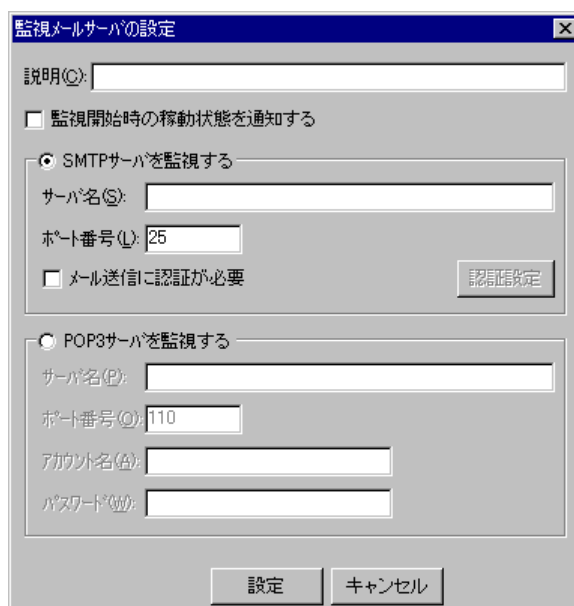 監視ﾒｰﾙｻｰﾊﾞの設定
説明(C):
監視開始時の稼動状態を通知する
SMTPｻｰﾊﾞを監視する
ｻｰﾊﾞ名(S):
ﾎﾟｰﾄ番号(L): 25
ﾒｰﾙ送信に認証が必要
認証設定
POP3ｻｰﾊﾞを監視する
ｻｰﾊﾞ名(P):
ﾎﾟｰﾄ番号(O): 110
ｱｶｳﾝﾄ名(A):
ﾊﾟｽﾜｰﾄﾞ(W):
設定 キャンセル